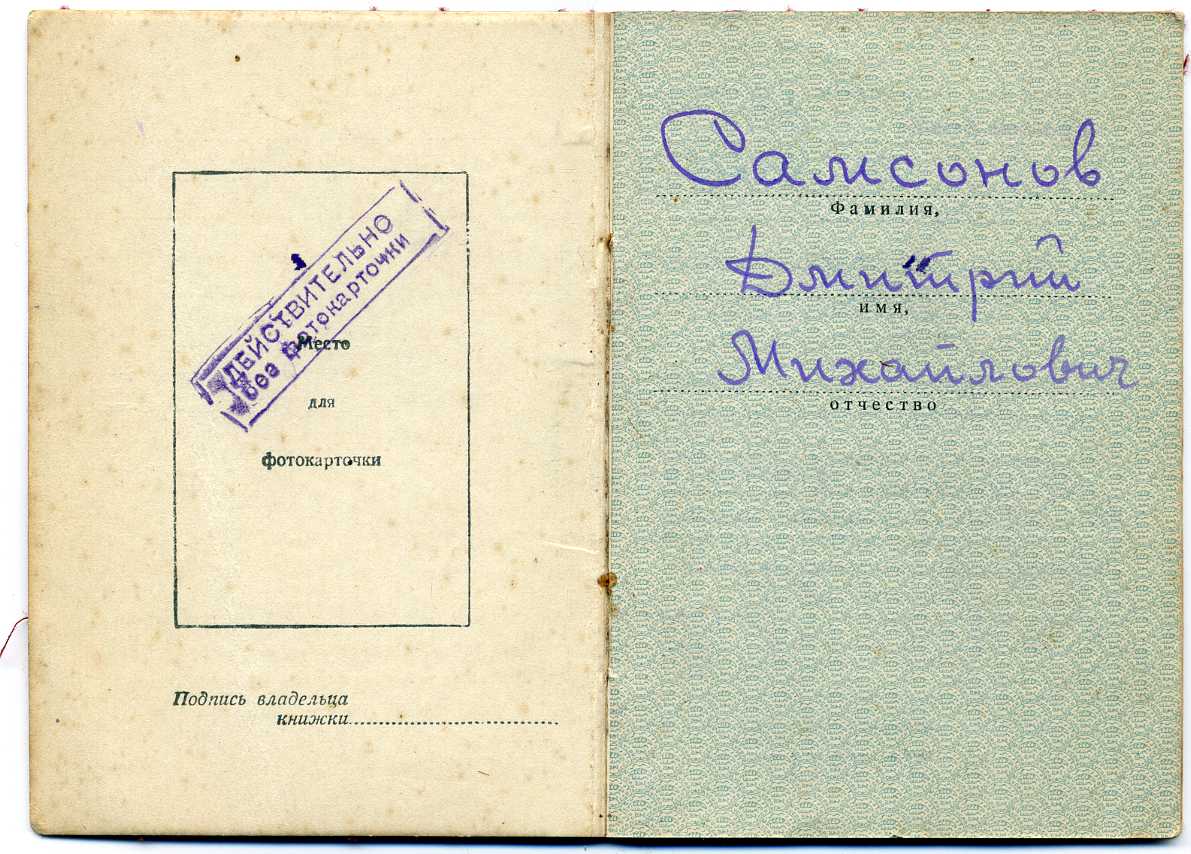 ДЕЙСТВИТЕЛЬНО
без фотокарточки
Место
для
фотокарточки
Подпись владельца
книжки
Самсонов
Фамилия,
Дмитрий
имя,
Михайлович
отчество